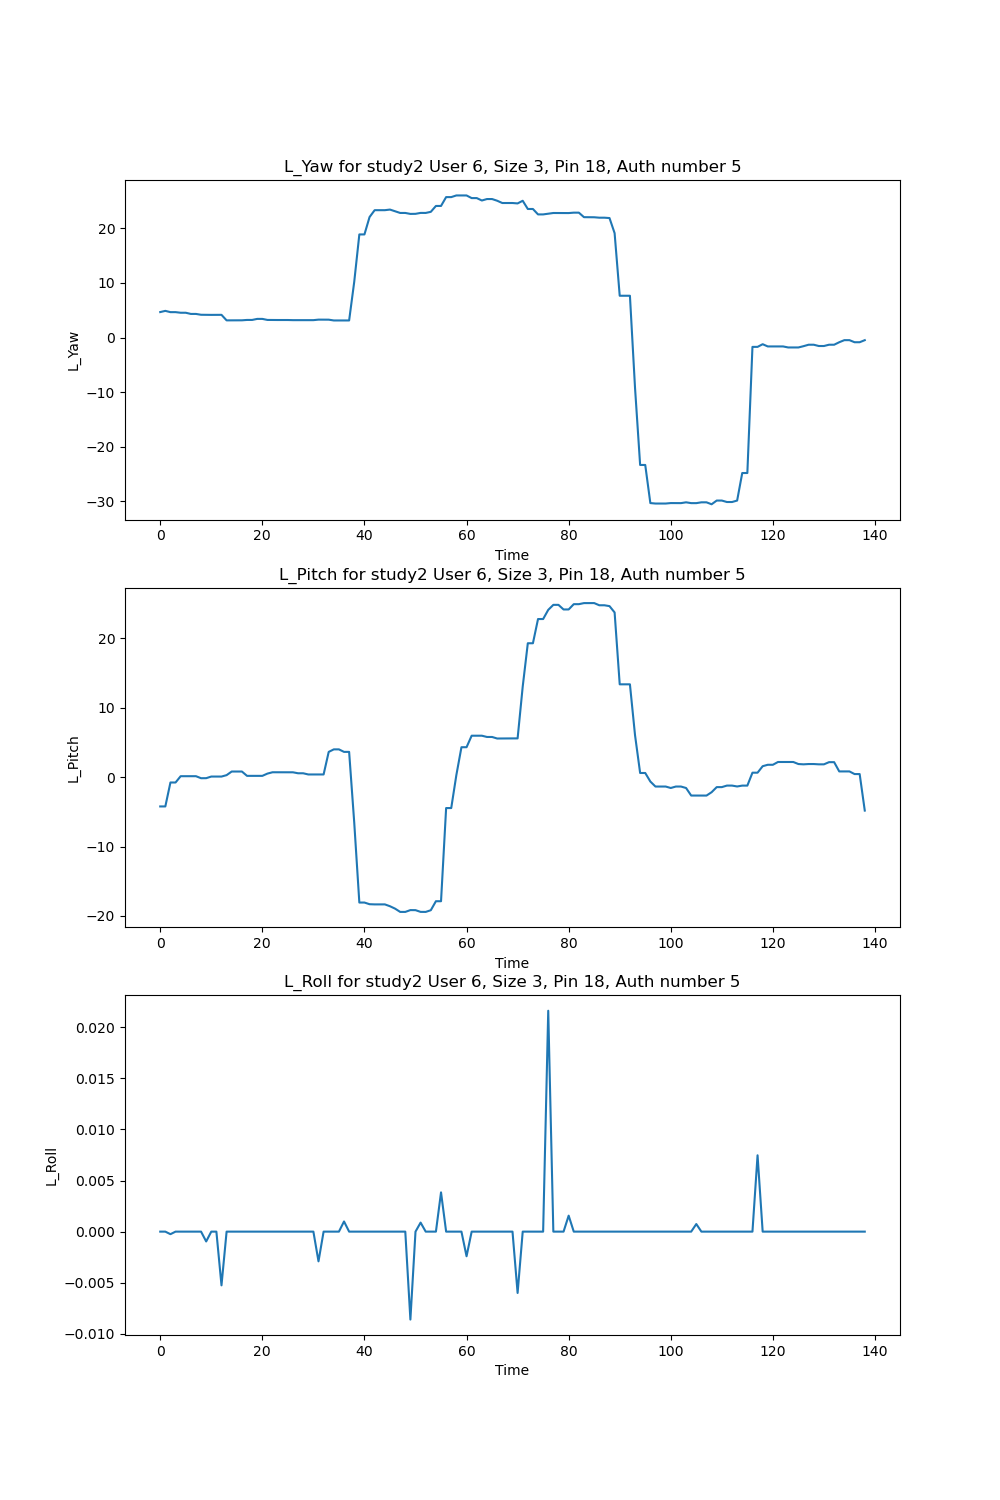 L_Yaw for study2 User 6, Size 3, Pin 18, Auth number 5
20
10
0
−10
−20
−30
L_Yaw
0 20 40 60 80 100 120 140
Time
L_Pitch for study2 User 6, Size 3, Pin 18, Auth number 5
20
10
0
−10
−20
L_Pitch
0 20 40 60 80 100 120 140
Time
L_Roll for study2 User 6, Size 3, Pin 18, Auth number 5
0.020
0.015
0.010
0.005
0.000
−0.005
−0.010
L_Roll
0 20 40 60 80 100 120 140
Time